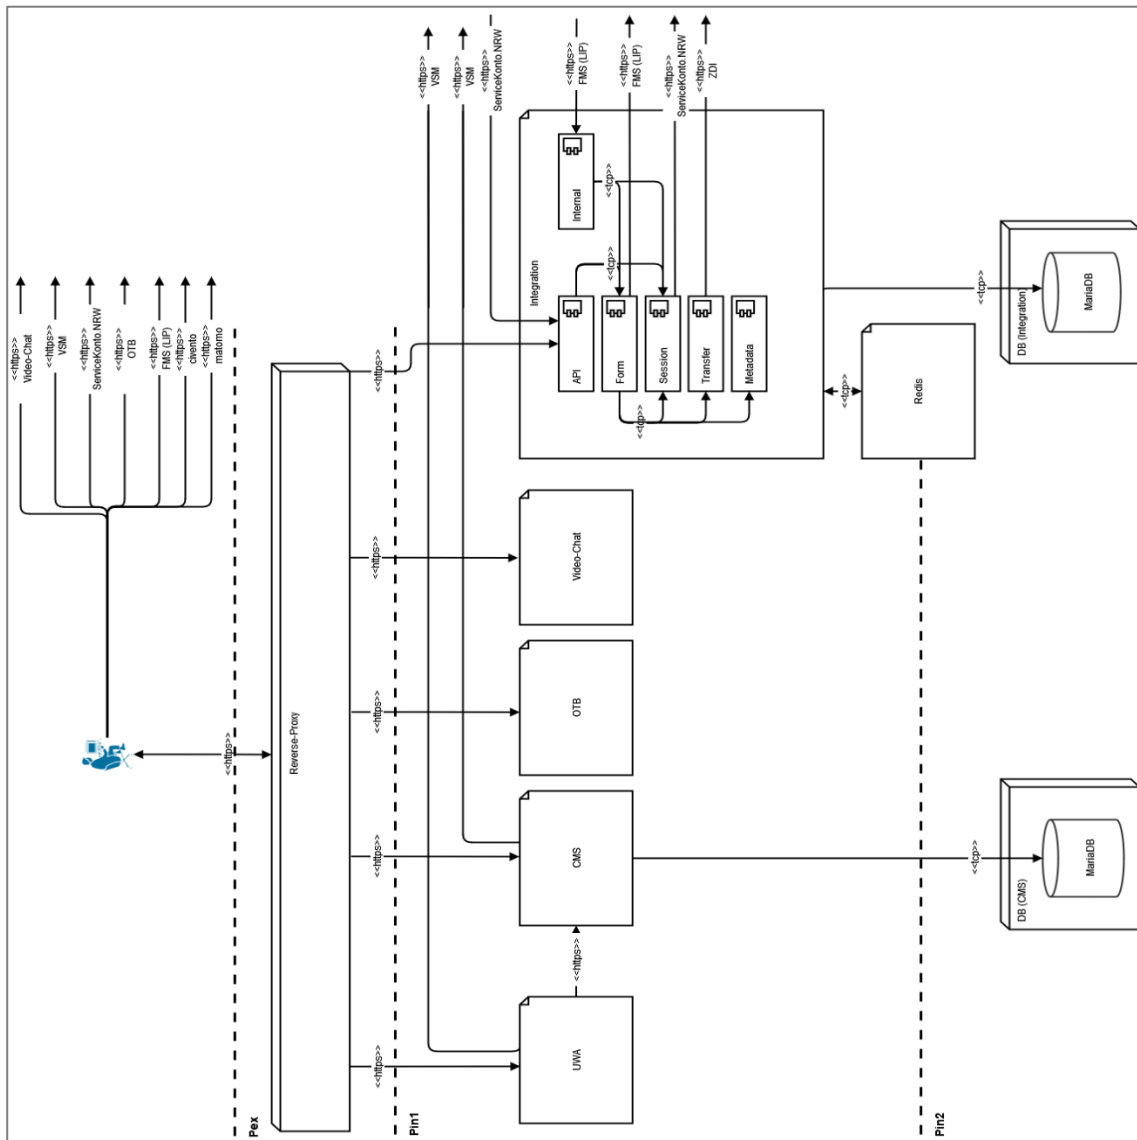 <<https>>
Video-Chat
<<https>>
VSM
<<https>>
ServiceKonto.NRW
<<https>>
OTB
<<https>>
FMS (LIP)
<<https>>
civento
<<https>>
matomo
<<https>>
Pex
Reverse-Proxy
<<https>>
<<https>>
<<https>>
<<https>>
<<https>>
Pin1
<<https>>
VSM
<<https>>
VSM
<<https>>
ServiceKonto.NRW
<<https>>
FMS (LIP)
<<https>>
FMS (LIP)
<<https>>
ServiceKonto.NRW
<<https>>
ZDI
UWA
<<https>>
CMS
OTB
Video-Chat
Integration
Internal
<<tcp>>
<<tcp>>
API
Form
Session
Transfer
Metadata
<<tcp>>
<<tcp>>
Redis
Pin2
<<tcp>>
DB (CMS)
MariaDB
<<tcp>>
DB (Integration)
MariaDB